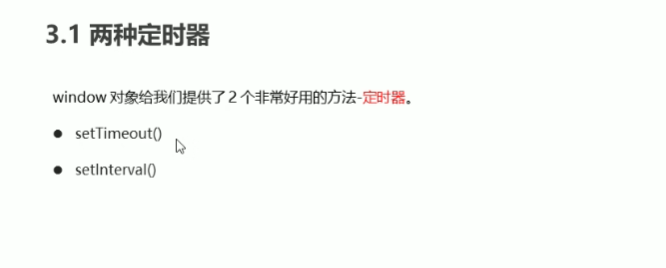 3.1 两种定时器
window 对象给我们提供了 2 个非常好用的方法-定时器。
● setTimeout()
● setInterval()